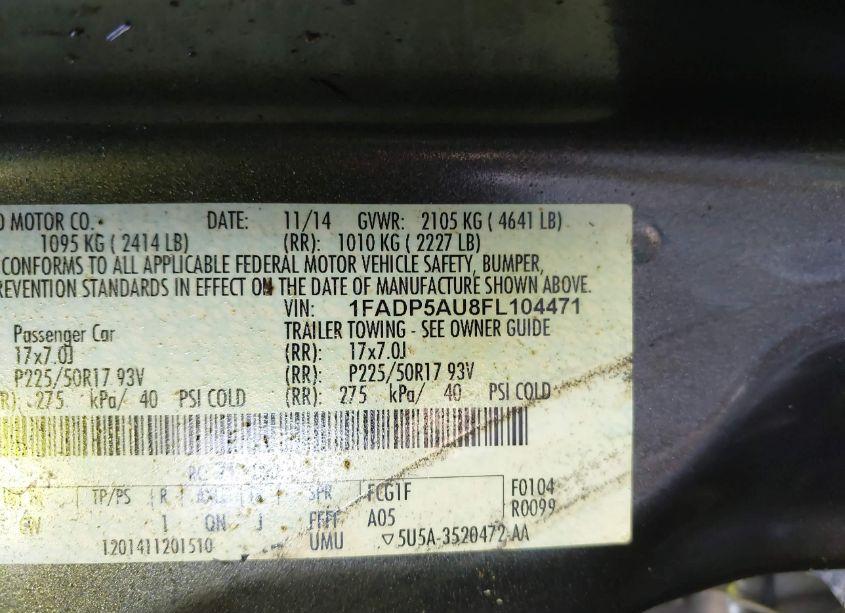 MOTOR CO. DATE: 11/14 GVWR: 2105 KG ( 4641 LB)
1095 KG ( 2414 LB) (RR): 1010 KG ( 2227 LB)
CONFORMS TO ALL APPLICABLE FEDERAL MOTOR VEHICLE SAFETY, BUMPER,
REVENTION STANDARDS IN EFFECT ON THE DATE OF MANUFACTURE SHOWN ABOVE.
VIN: 1FADP5AU8FL104471
Passenger Car TRAILER TOWING - SEE OWNER GUIDE
17x7.0J (RR): 17x7.0J
P225/50R17 93V (RR): P225/50R17 93V
R): 275 kPa/ 40 PSI COLD (RR): 275 kPa/ 40 PSI COLD
TP/PS R SPR FCG1F F0104
1 QN J FFFF A05 R0099
1201411201510 UMU ▽5U5A-3520472-AA